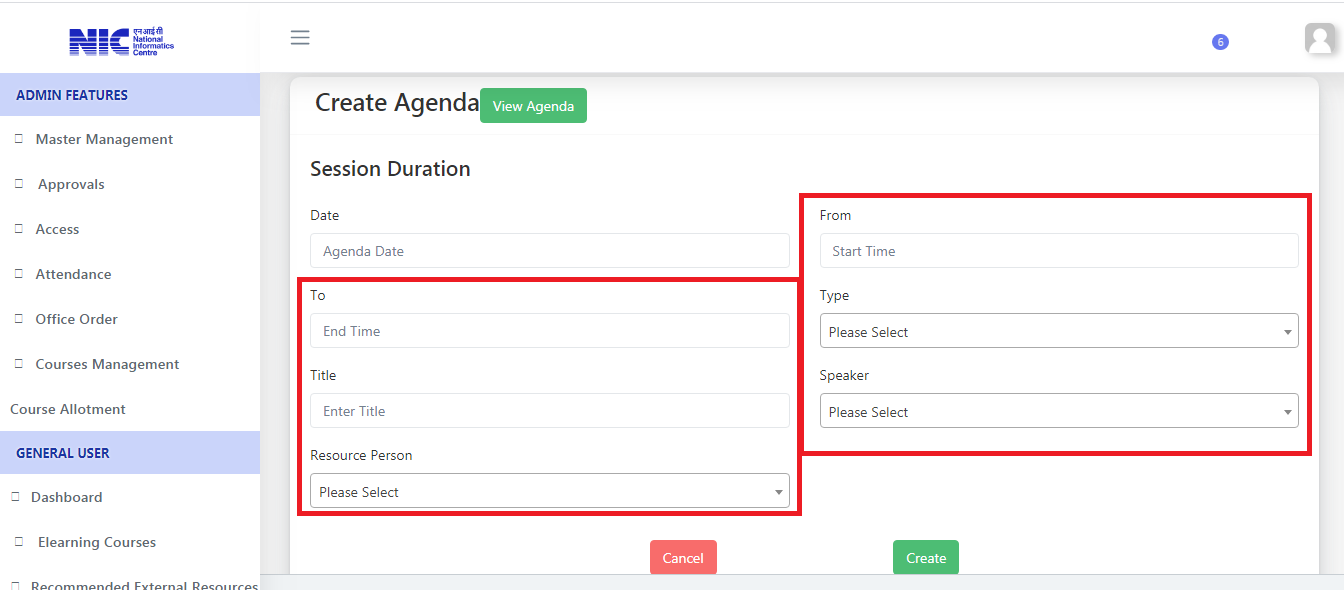 एन आई सी
NIC National
Informatics
Centre
6
ADMIN FEATURES
Master Management
Approvals
Access
Attendance
Office Order
Courses Management
Course Allotment
GENERAL USER
Dashboard
Elearning Courses
Recommended External Resources
Create Agenda View Agenda
Session Duration
Date
Agenda Date
From
Start Time
To
End Time
Type
Please Select
Title
Enter Title
Speaker
Please Select
Resource Person
Please Select
Cancel Create